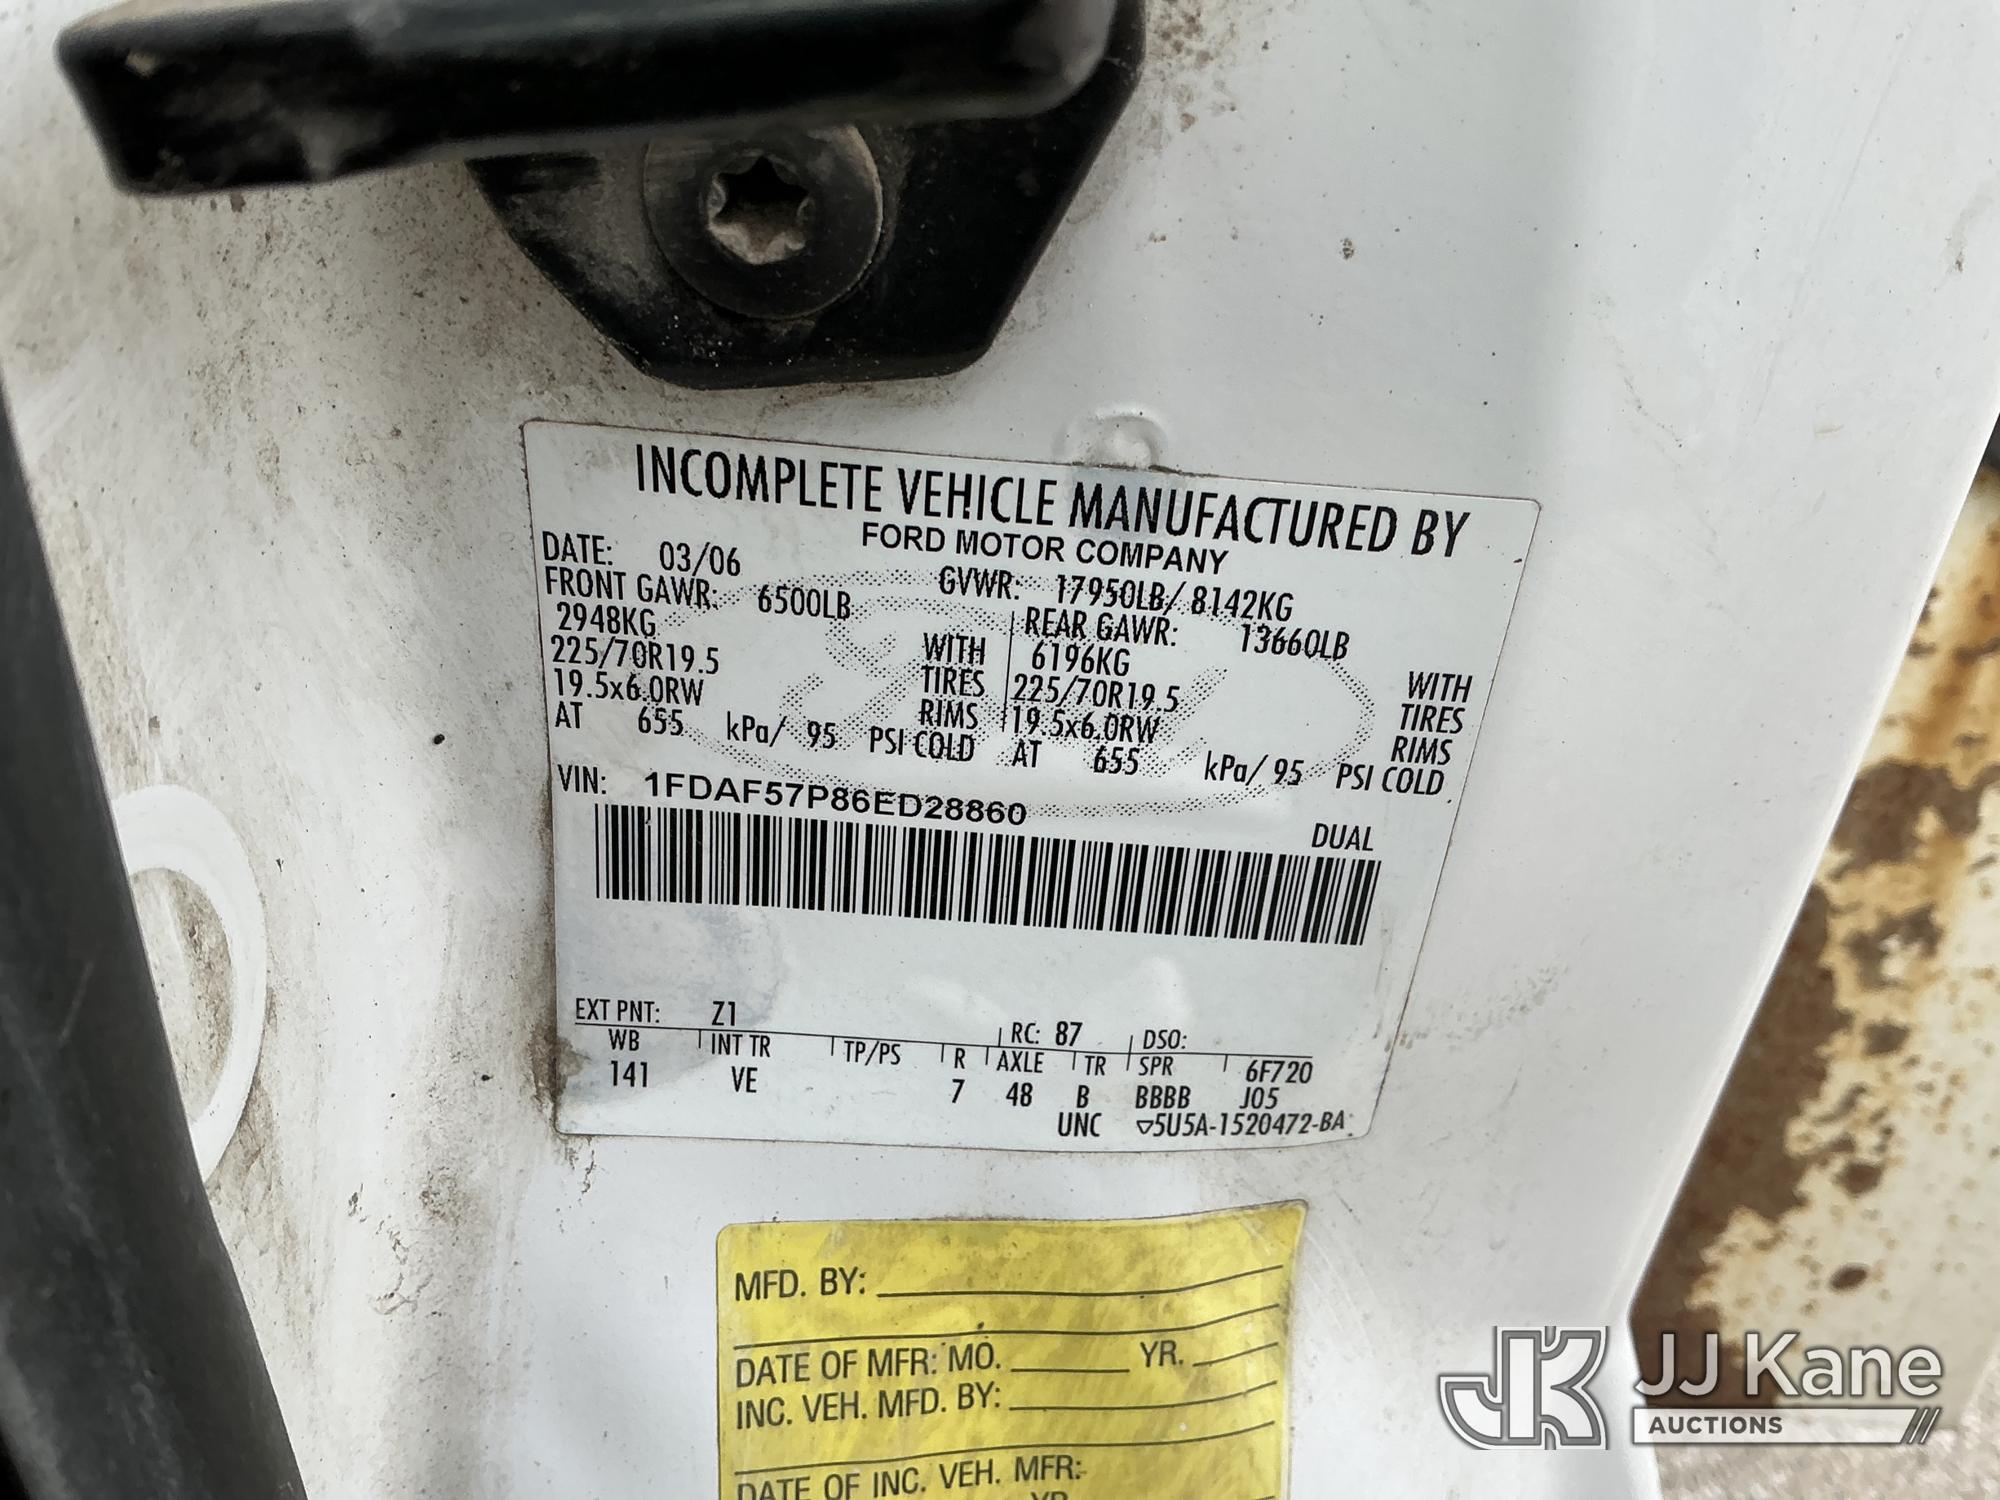 INCOMPLETE VEHICLE MANUFACTURED BY
FORD MOTOR COMPANY
DATE: 03/06 GVWR: 17950LB/ 8142KG
FRONT GAWR: 6500LB REAR GAWR: 13660LB
2948KG WITH 6196KG WITH
225/70R19.5 TIRES 225/70R19.5 TIRES
19.5x6.0RW RIMS 19.5x6.0RW RIMS
AT 655 kPa/ 95 PSI COLD AT 655 kPa/ 95 PSI COLD
VIN: 1FDAF57P86ED28860
DUAL
EXT PNT: Z1 RC: 87 DSO:
WB INT TR TP/PS R AXLE TR SPR 6F720
141 VE 7 48 B BBBB J05
UNC ▽5U5A-1520472-BA
MFD. BY:
DATE OF MFR: MO. YR.
INC. VEH. MFD. BY:
DATE OF INC. VEH. MFR:
YR.
JK JJ Kane
AUCTIONS